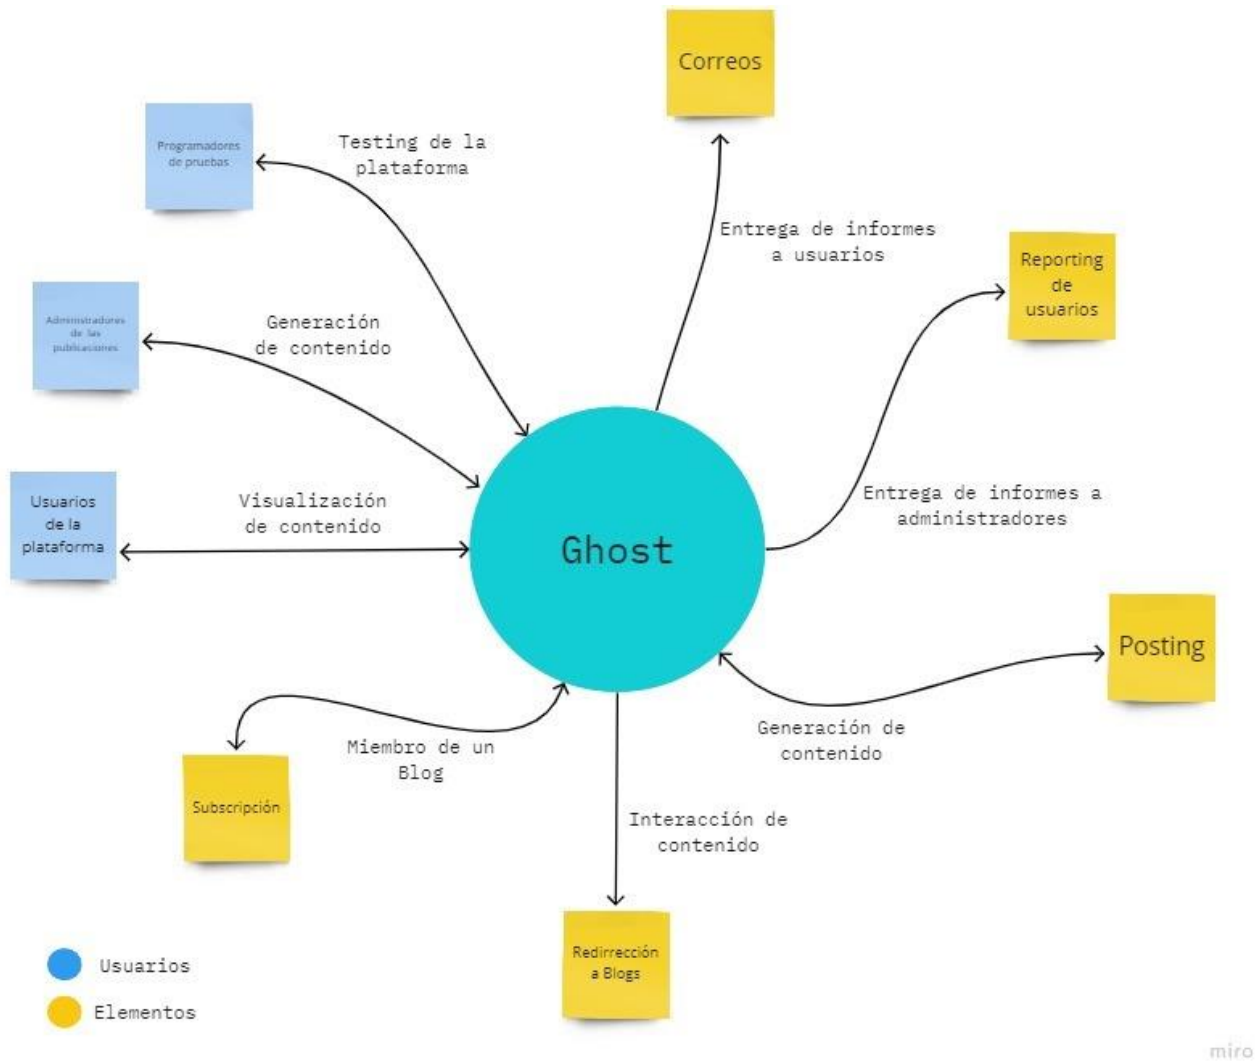 Correos
Programadores
de pruebas
Testing de la
plataforma
Entrega de informes
a usuarios
Reporting
de
usuarios
Administradores
de las
publicaciones
Generación
de contenido
Usuarios
de la
plataforma
Visualización
de contenido
Entrega de informes a
administradores
Ghost
Posting
Generación de
contenido
Miembro de un
Blog
Subscripción
Interacción de
contenido
Redirrección
a Blogs
Usuarios
Elementos
miro